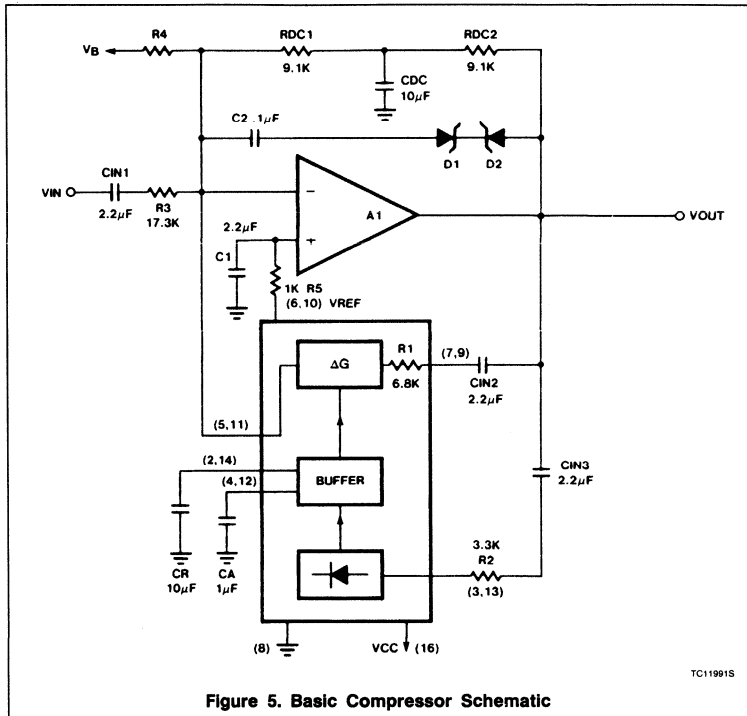 R4
RDC1
RDC2
VB
9.1K
9.1K
CDC
10μF
C2 .1μF
D1
D2
CIN1
VIN
2.2μF
R3
17.3K
−
A1
VOUT
2.2μF
+
C1
1K R5
(6,10) VREF
R1
(7,9)
ΔG
6.8K
CIN2
2.2μF
(5,11)
CIN3
2.2μF
(2,14)
(4,12)
BUFFER
3.3K
R2
(3,13)
CR
10μF
CA
1μF
(8)
VCC
(16)
TC11991S
Figure 5. Basic Compressor Schematic